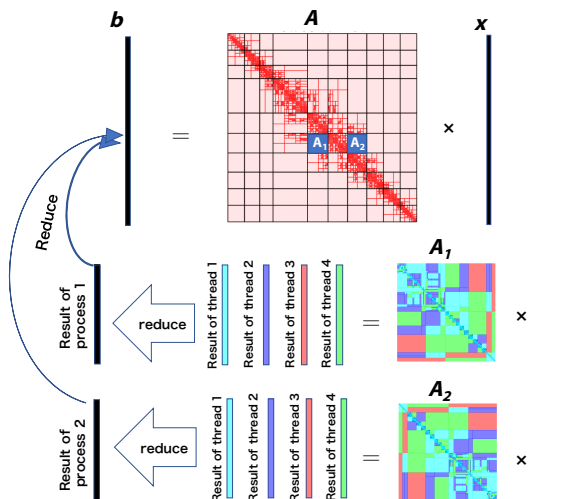 b
A
x
=
×
A₁
A₂
Reduce
Result of
process 1
reduce
Result of thread 1
Result of thread 2
Result of thread 3
Result of thread 4
=
A₁
×
Result of
process 2
reduce
Result of thread 1
Result of thread 2
Result of thread 3
Result of thread 4
=
A₂
×